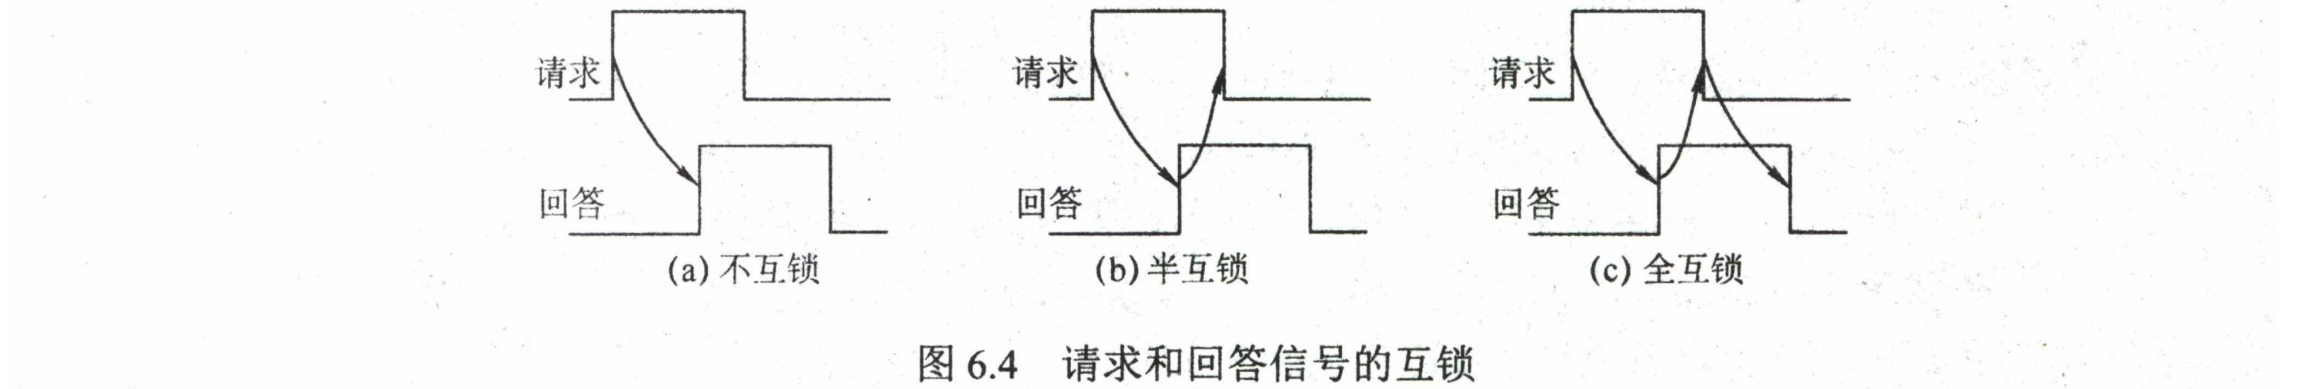 请求 请求 请求
回答 回答 回答
(a) 不互锁 (b) 半互锁 (c) 全互锁
图 6.4 请求和回答信号的互锁